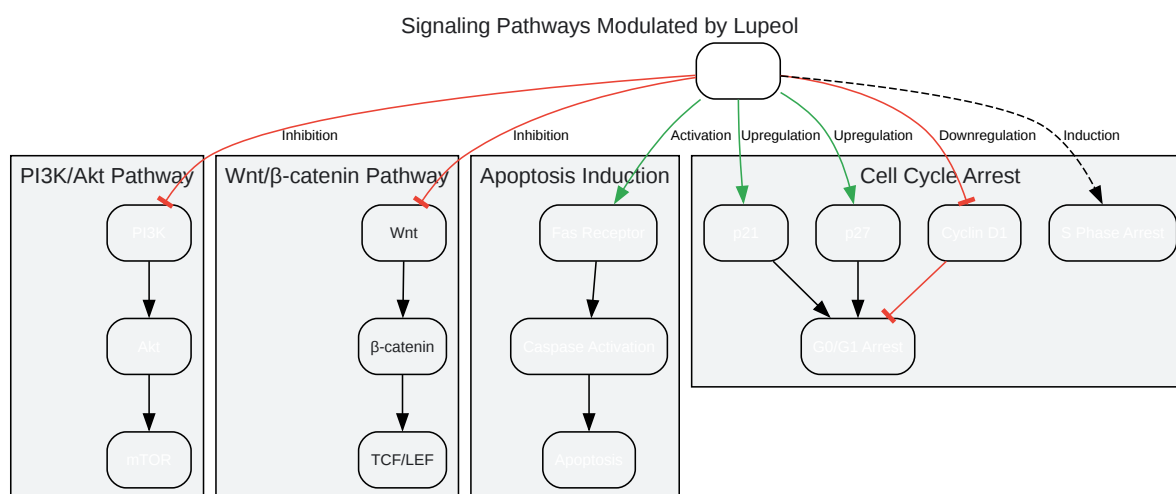 Signaling Pathways Modulated by Lupeol
Inhibition
Inhibition
Activation
Upregulation
Upregulation
Downregulation
Induction
PI3K/Akt Pathway
Wnt/β-catenin Pathway
Apoptosis Induction
Cell Cycle Arrest
PI3K
Wnt
Fas Receptor
p21
p27
Cyclin D1
S Phase Arrest
Akt
β-catenin
Caspase Activation
G0/G1 Arrest
mTOR
TCF/LEF
Apoptosis